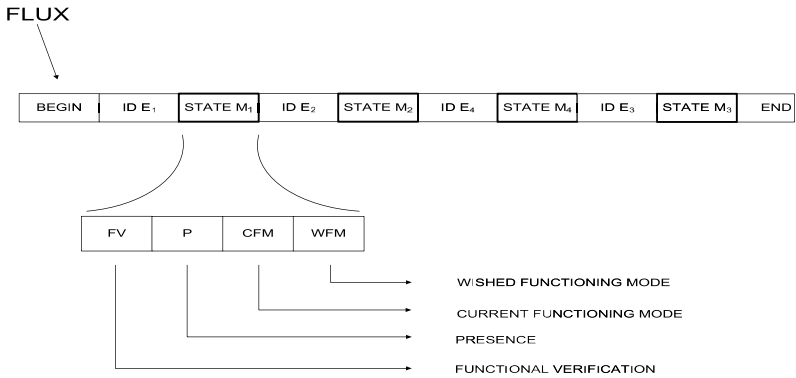 FLUX
BEGIN ID E₁ STATE M₁ ID E₂ STATE M₂ ID E₄ STATE M₄ ID E₃ STATE M₃ END
FV P CFM WFM
WISHED FUNCTIONING MODE
CURRENT FUNCTIONING MODE
PRESENCE
FUNCTIONAL VERIFICATION